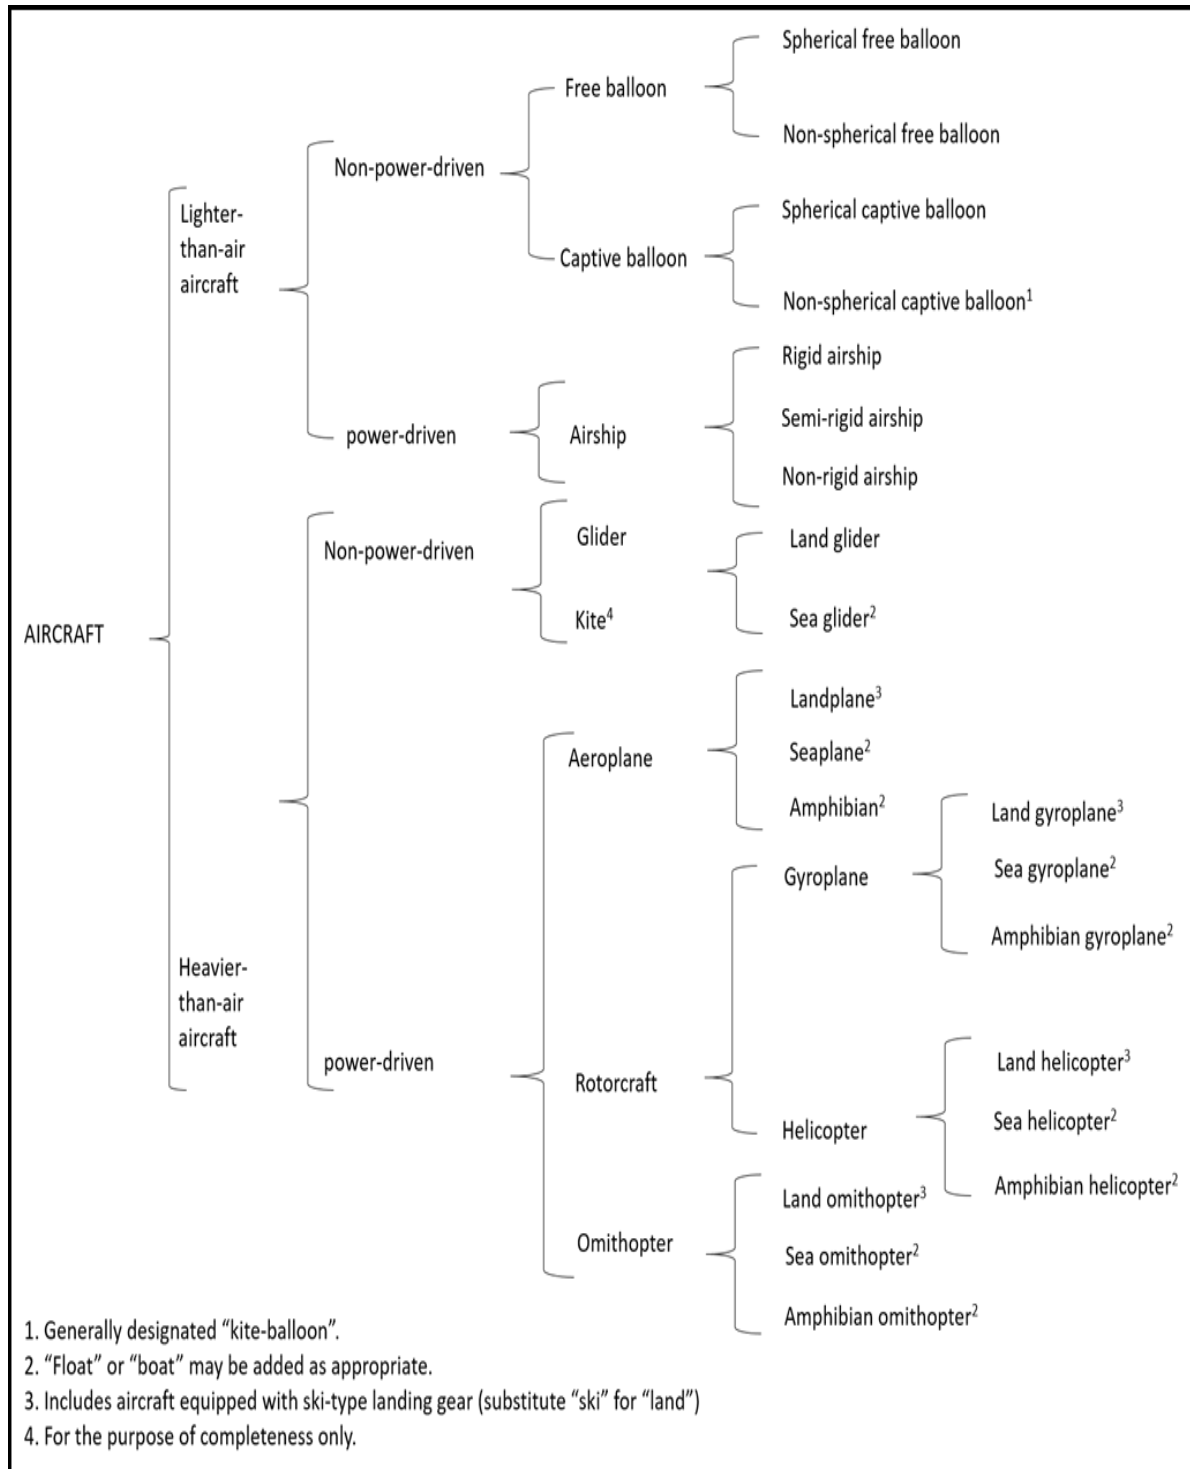 Spherical free balloon
Free balloon
Non-spherical free balloon
Non-power-driven
Lighter-
than-air
aircraft
Spherical captive balloon
Captive balloon
Non-spherical captive balloon¹
Rigid airship
power-driven
Airship
Semi-rigid airship
Non-rigid airship
Non-power-driven
Glider
Land glider
Kite⁴
Sea glider²
AIRCRAFT
Landplane³
Aeroplane
Seaplane²
Amphibian²
Land gyroplane³
Gyroplane
Sea gyroplane²
Amphibian gyroplane²
Heavier-
than-air
aircraft
power-driven
Rotorcraft
Land helicopter³
Helicopter
Sea helicopter²
Amphibian helicopter²
Land omithopter³
Omithopter
Sea omithopter²
Amphibian omithopter²
1. Generally designated “kite-balloon”.
2. “Float” or “boat” may be added as appropriate.
3. Includes aircraft equipped with ski-type landing gear (substitute “ski” for “land”)
4. For the purpose of completeness only.